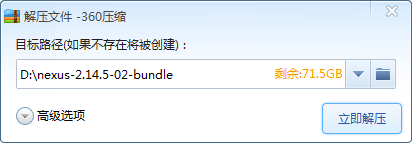 解压文件 -360压缩
目标路径(如果不存在将被创建)：
D:\nexus-2.14.5-02-bundle 剩余:71.5GB
高级选项 立即解压